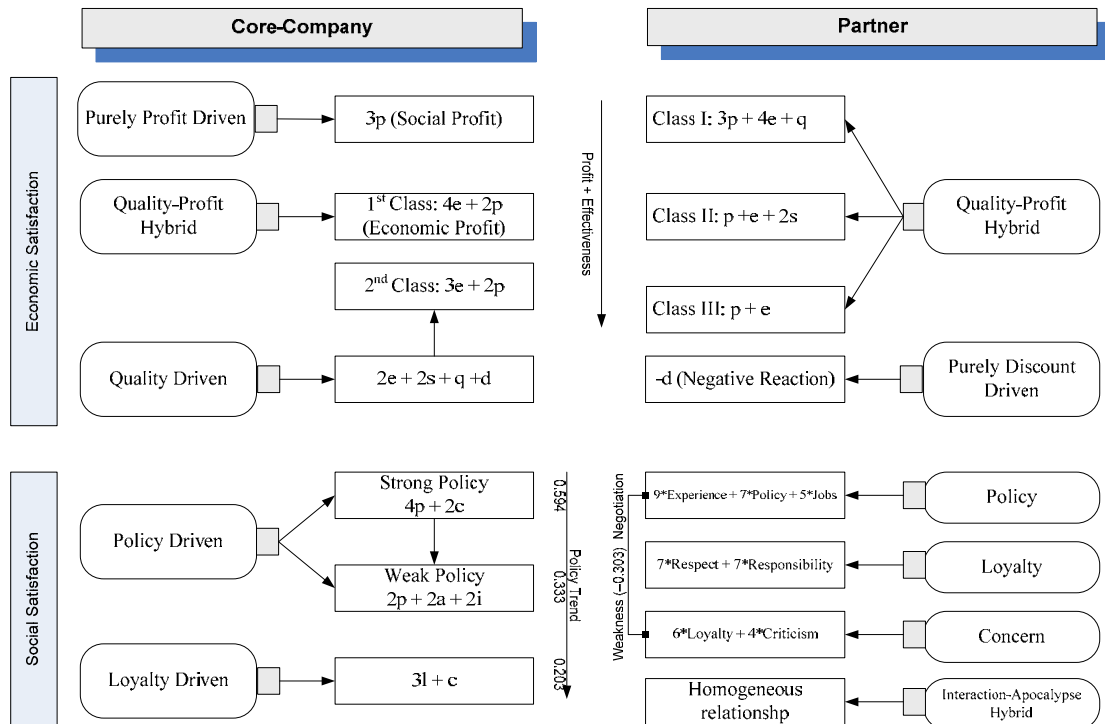 Core-Company
Partner
Economic Satisfaction
Purely Profit Driven
3p (Social Profit)
Quality-Profit
Hybrid
1st Class: 4e + 2p
(Economic Profit)
2nd Class: 3e + 2p
Quality Driven
2e + 2s + q +d
Profit + Effectiveness
Class I: 3p + 4e + q
Class II: p +e + 2s
Class III: p + e
Quality-Profit
Hybrid
-d (Negative Reaction)
Purely Discount
Driven
Social Satisfaction
Policy Driven
Strong Policy
4p + 2c
Weak Policy
2p + 2a + 2i
Loyalty Driven
3l + c
0.594
0.333
0.203
Policy Trend
Weakness (-0.303) Negotiation
9*Experience + 7*Policy + 5*Jobs
Policy
7*Respect + 7*Responsibility
Loyalty
6*Loyalty + 4*Criticism
Concern
Homogeneous
relationshp
Interaction-Apocalypse
Hybrid